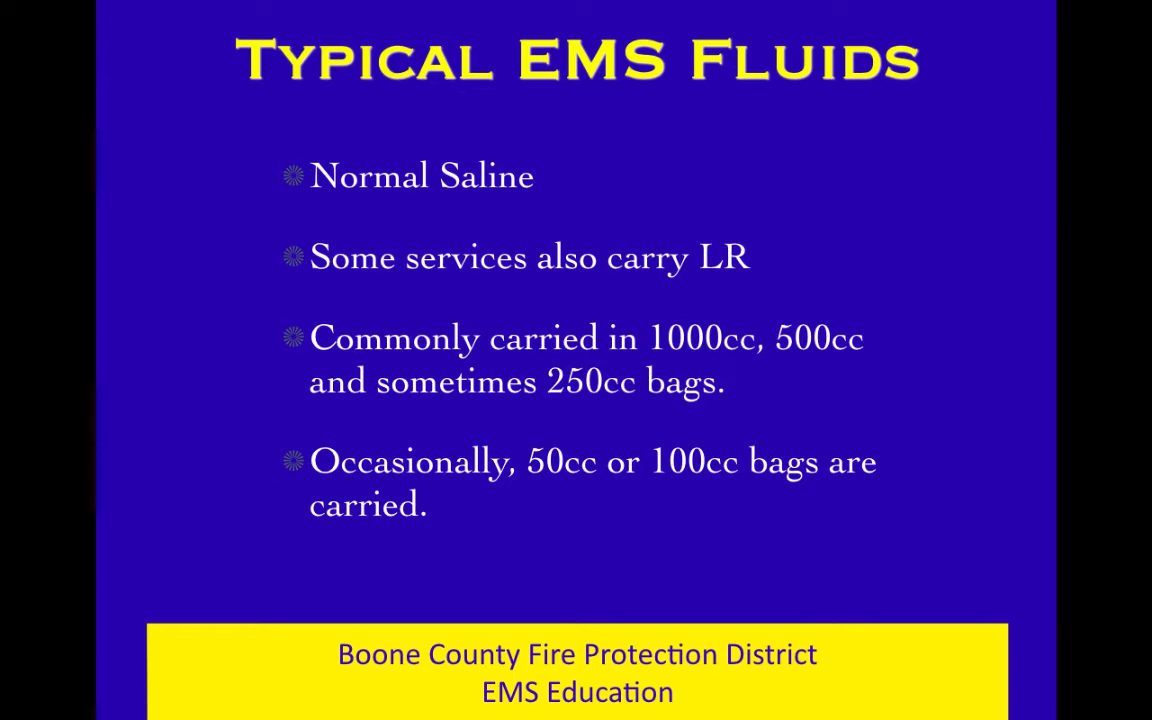 Typical EMS Fluids
Normal Saline
Some services also carry LR
Commonly carried in 1000cc, 500cc
and sometimes 250cc bags.
Occasionally, 50cc or 100cc bags are
carried.
Boone County Fire Protection District
EMS Education